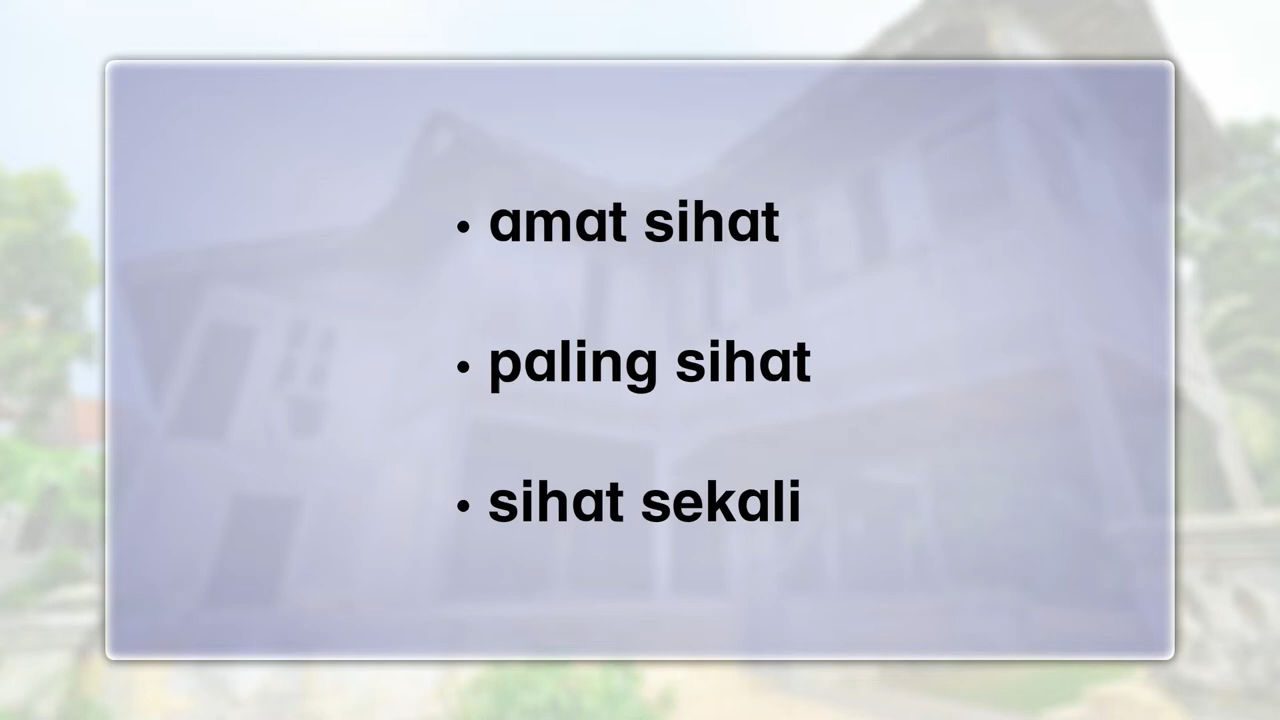 • amat sihat
• paling sihat
• sihat sekali